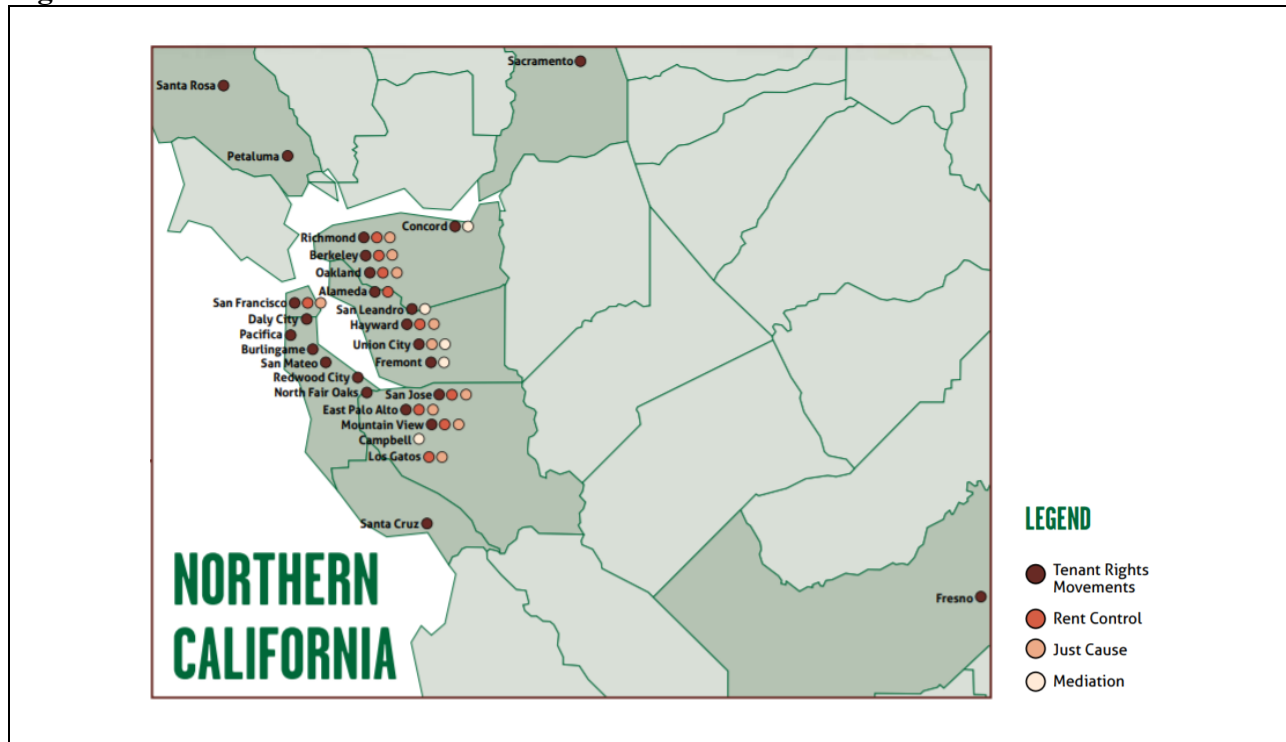 Sacramento
Santa Rosa
Petaluma
Concord
Richmond
Berkeley
Oakland
Alameda
San Francisco
San Leandro
Daly City
Hayward
Pacifica
Union City
Burlingame
San Mateo
Fremont
Redwood City
North Fair Oaks
San Jose
East Palo Alto
Mountain View
Campbell
Los Gatos
Santa Cruz
Fresno
NORTHERN
CALIFORNIA
LEGEND
Tenant Rights
Movements
Rent Control
Just Cause
Mediation